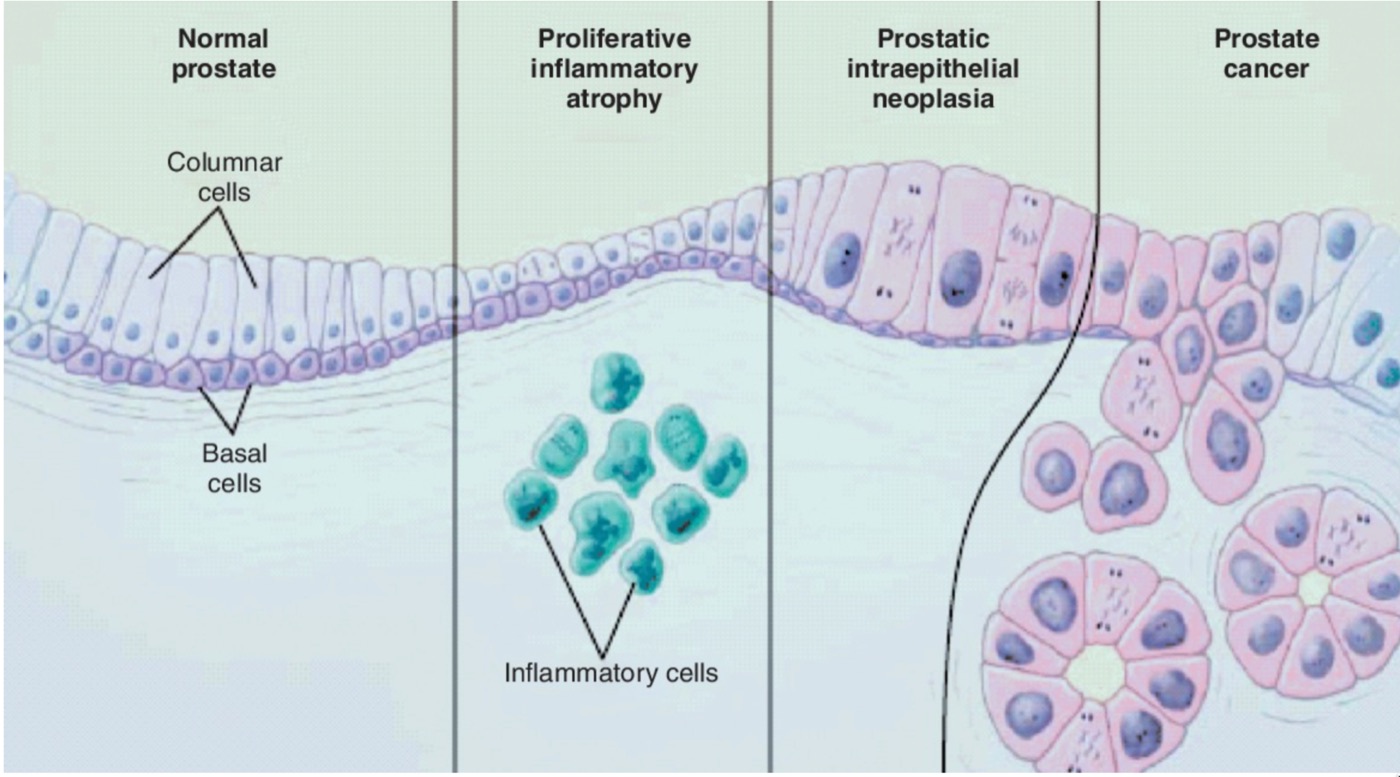 Normal
prostate
Proliferative
inflammatory
atrophy
Prostatic
intraepithelial
neoplasia
Prostate
cancer
Columnar
cells
Basal
cells
Inflammatory cells